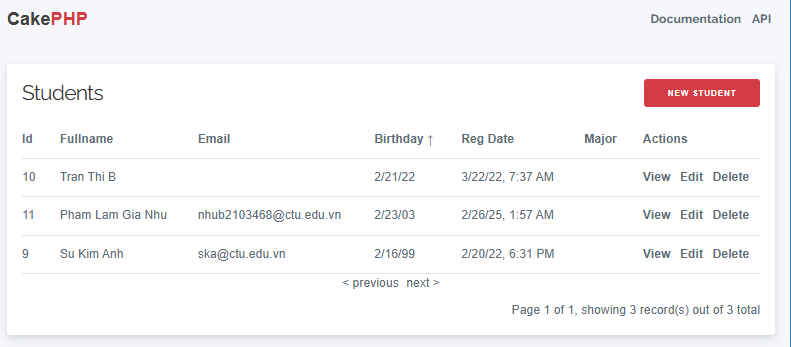 CakePHP Documentation API
Students NEW STUDENT
Id Fullname Email Birthday ↑ Reg Date Major Actions
10 Tran Thi B 2/21/22 3/22/22, 7:37 AM View Edit Delete
11 Pham Lam Gia Nhu nhub2103468@ctu.edu.vn 2/23/03 2/26/25, 1:57 AM View Edit Delete
9 Su Kim Anh ska@ctu.edu.vn 2/16/99 2/20/22, 6:31 PM View Edit Delete
< previous next >
Page 1 of 1, showing 3 record(s) out of 3 total